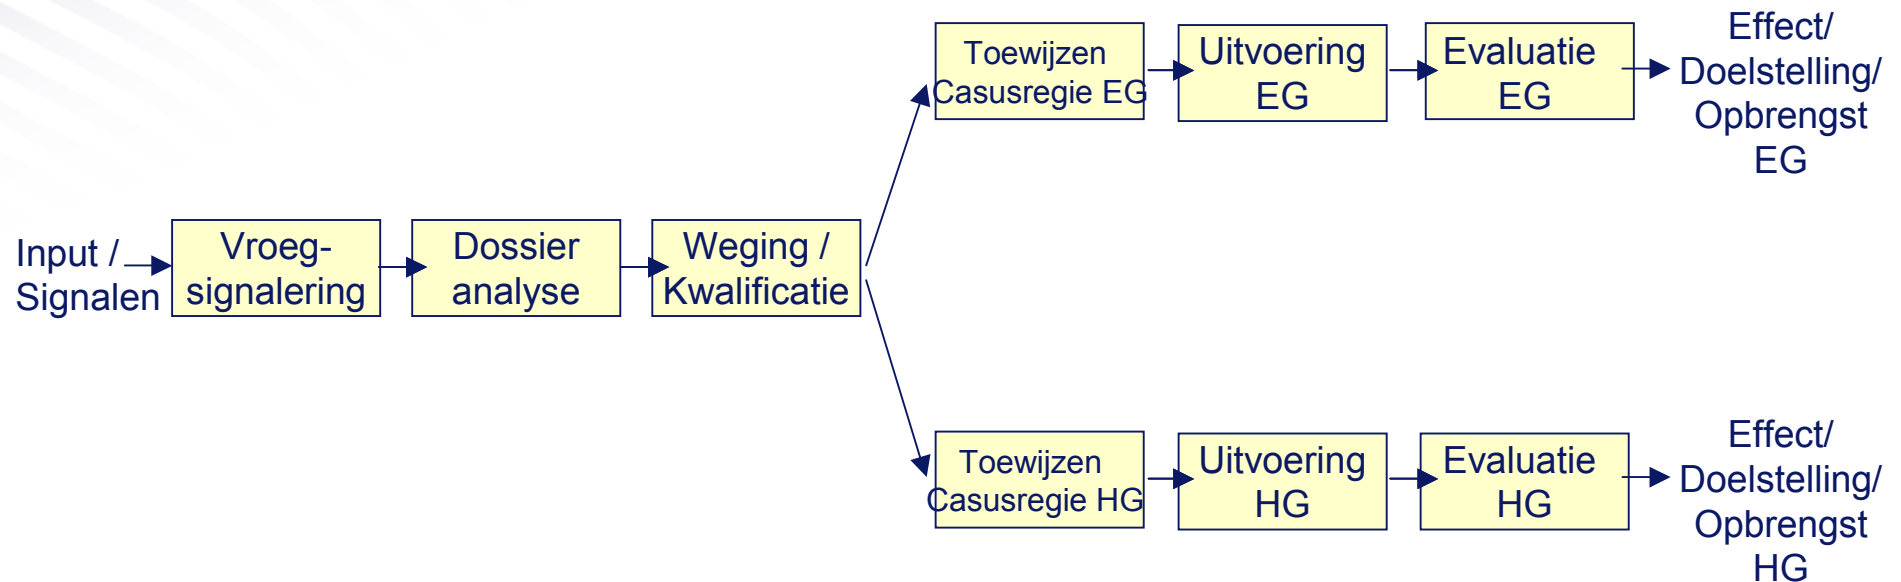 Input /
Signalen
Vroeg-
signalering
Dossier
analyse
Weging /
Kwalificatie
Toewijzen
Casusregie EG
Uitvoering
EG
Evaluatie
EG
Effect/
Doelstelling/
Opbrengst
EG
Toewijzen
Casusregie HG
Uitvoering
HG
Evaluatie
HG
Effect/
Doelstelling/
Opbrengst
HG